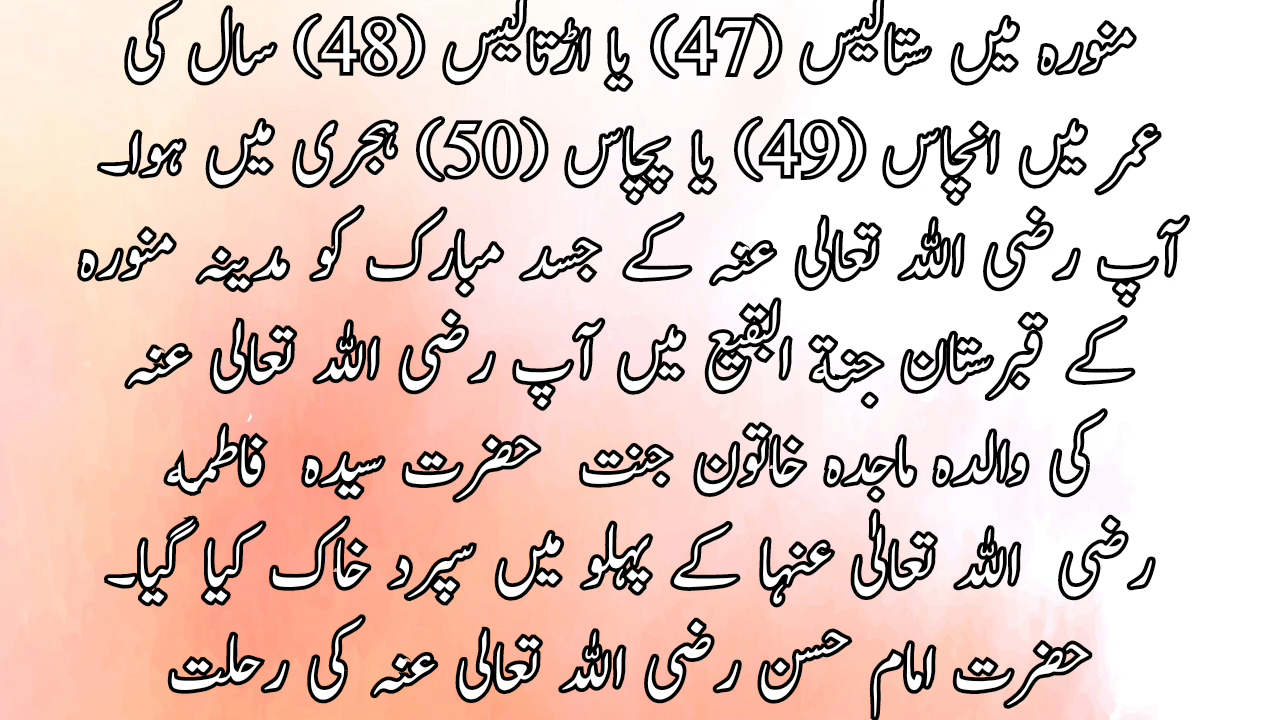 منورہ میں ستالیس (47) یا اڑتالیس (48) سال کی
عمر میں انچاس (49) یا پچاس (50) ہجری میں ہوا۔
آپ رضی اللہ تعالی عنہ کے جسد مبارک کو مدینہ منورہ
کے قبرستان جنۃ البقیع میں آپ رضی اللہ تعالی عنہ
کی والدہ ماجدہ خاتون جنت حضرت سیدہ فاطمہ
رضی اللہ تعالٰی عنہا کے پہلو میں سپرد خاک کیا گیا۔
حضرت امام حسن رضی اللہ تعالی عنہ کی رحلت